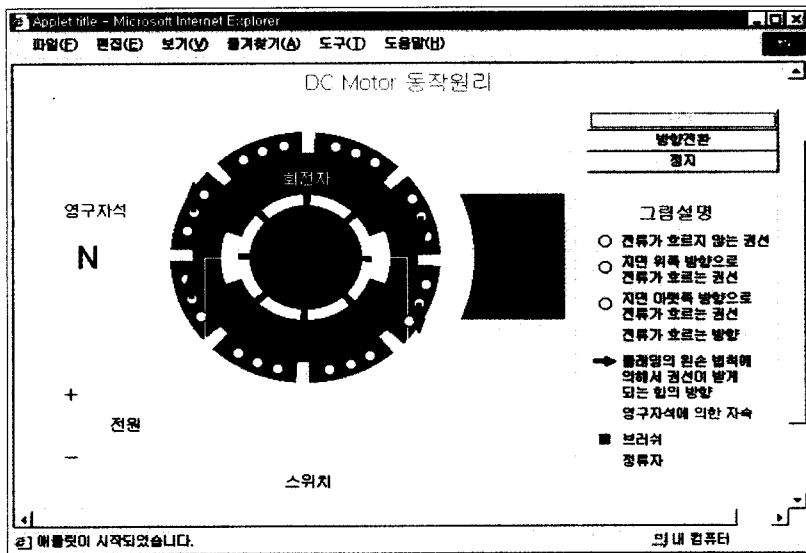 Applet title - Microsoft Internet Explorer
파일(F) 편집(E) 보기(V) 즐겨찾기(A) 도구(T) 도움말(H)
DC Motor 동작원리
방향전환
정지
회전자
영구자석
N
그림설명
전류가 흐르지 않는 권선
지면 위쪽 방향으로
전류가 흐르는 권선
지면 아랫쪽 방향으로
전류가 흐르는 권선
전류가 흐르는 방향
플레밍의 왼손 법칙에
의해서 권선이 받게
되는 힘의 방향
영구자석에 의한 자속
브러쉬
정류자
+
전원
−
스위치
애플릿이 시작되었습니다.
내 컴퓨터